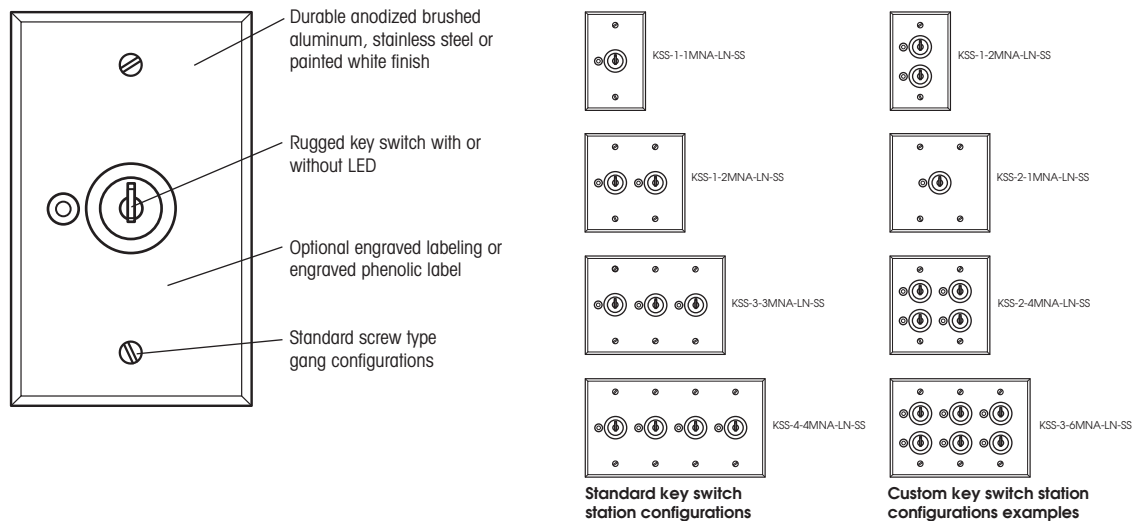 Durable anodized brushed
aluminum, stainless steel or
painted white finish
Rugged key switch with or
without LED
Optional engraved labeling or
engraved phenolic label
Standard screw type
gang configurations
KSS-1-1MNA-LN-SS
KSS-1-2MNA-LN-SS
KSS-3-3MNA-LN-SS
KSS-4-4MNA-LN-SS
Standard key switch
station configurations
KSS-1-2MNA-LN-SS
KSS-2-1MNA-LN-SS
KSS-2-4MNA-LN-SS
KSS-3-6MNA-LN-SS
Custom key switch station
configurations examples